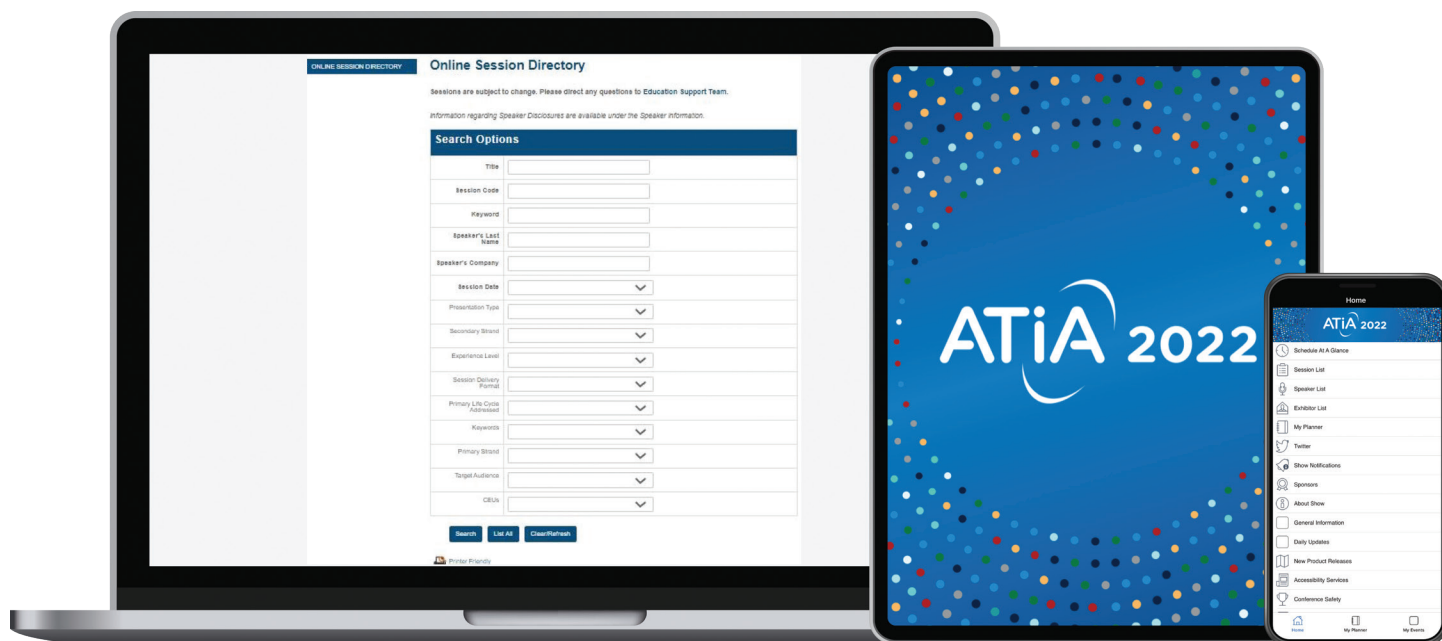 ONLINE SESSION DIRECTORY
Online Session Directory
Sessions are subject to change. Please direct any questions to Education Support Team.
Information regarding Speaker Disclosures are available under the Speaker Information.
Search Options
Title
Session Code
Keyword
Speaker's Last
Name
Speaker's Company
Session Date
Presentation Type
Secondary Strand
Experience Level
Session Delivery
Format
Primary Life Cycle
Addressed
Keywords
Primary Strand
Target Audience
CEUs
Search List All Clear/Refresh
Printer Friendly
ATiA 2022
Home
ATiA 2022
Schedule At A Glance
Session List
Speaker List
Exhibitor List
My Planner
Twitter
Show Notifications
Sponsors
About Show
General Information
Daily Updates
New Product Releases
Accessibility Services
Conference Safety
Home My Planner My Events